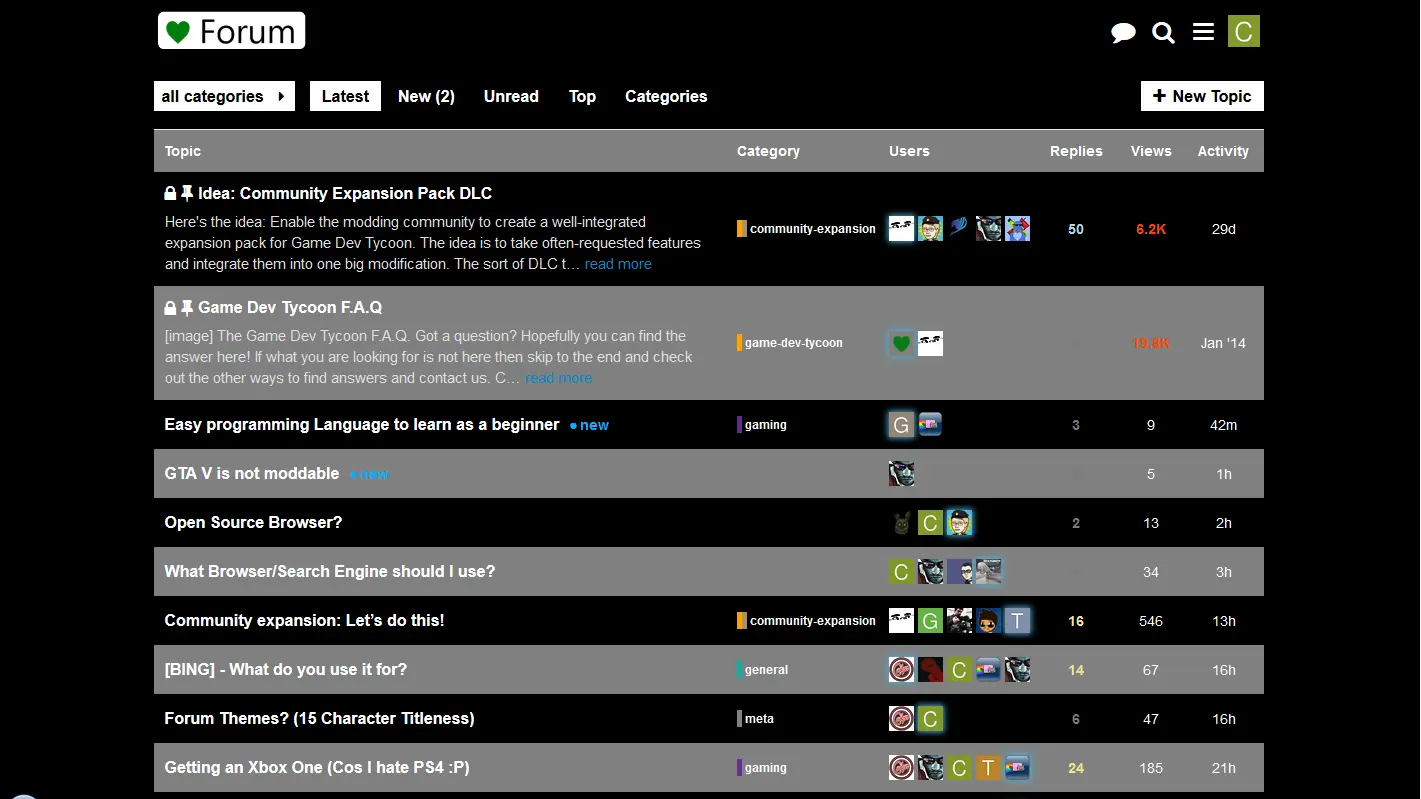 Forum
C
all categories Latest New (2) Unread Top Categories + New Topic
Topic Category Users Replies Views Activity
Idea: Community Expansion Pack DLC
Here's the idea: Enable the modding community to create a well-integrated
expansion pack for Game Dev Tycoon. The idea is to take often-requested features
and integrate them into one big modification. The sort of DLC t… read more
community-expansion 50 6.2K 29d
Game Dev Tycoon F.A.Q
[image] The Game Dev Tycoon F.A.Q. Got a question? Hopefully you can find the
answer here! If what you are looking for is not here then skip to the end and check
out the other ways to find answers and contact us. C… read more
game-dev-tycoon 19.8K Jan '14
Easy programming Language to learn as a beginner new gaming G 3 9 42m
GTA V is not moddable new 5 1h
Open Source Browser? C 2 13 2h
What Browser/Search Engine should I use? C 34 3h
Community expansion: Let’s do this! community-expansion G T 16 546 13h
[BING] - What do you use it for? general C 14 67 16h
Forum Themes? (15 Character Titleness) meta C 6 47 16h
Getting an Xbox One (Cos I hate PS4 :P) gaming C T 24 185 21h